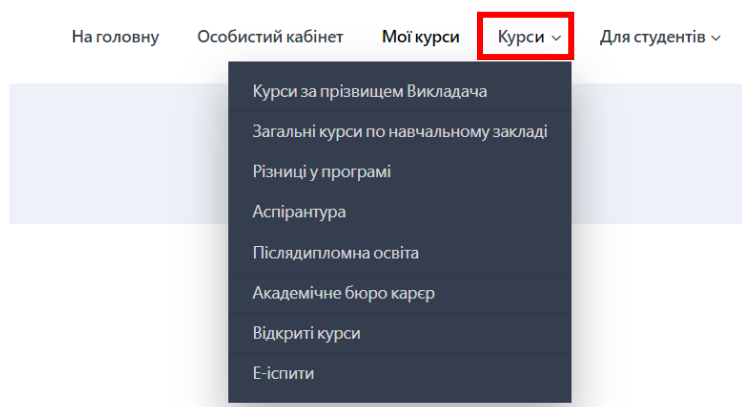 На головну Особистий кабінет Мої курси Курси Для студентів
Курси за прізвищем Викладача
Загальні курси по навчальному закладі
Різниці у програмі
Аспірантура
Післядипломна освіта
Академічне бюро карєр
Відкриті курси
Е-іспити